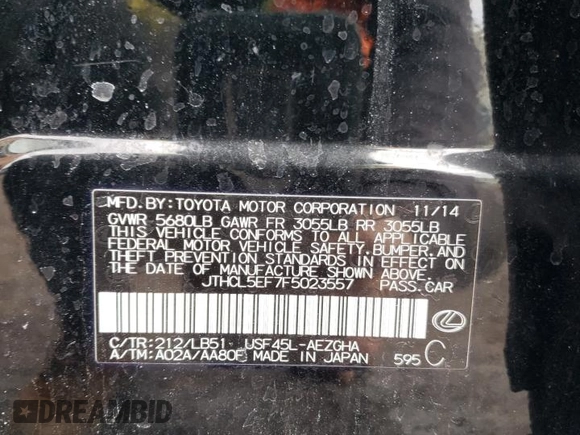 MFD.BY:TOYOTA MOTOR CORPORATION 11/14
GVWR 5680LB GAWR FR 3055LB RR 3055LB
THIS VEHICLE CONFORMS TO ALL APPLICABLE
FEDERAL MOTOR VEHICLE SAFETY, BUMPER, AND
THEFT PREVENTION STANDARDS IN EFFECT ON
THE DATE OF MANUFACTURE SHOWN ABOVE.
JTHCL5EF7F5023557 PASS.CAR
C/TR:212/LB51 USF45L-AEZGHA
A/TM:A02A/AA80F MADE IN JAPAN 595 C
DREAMBID